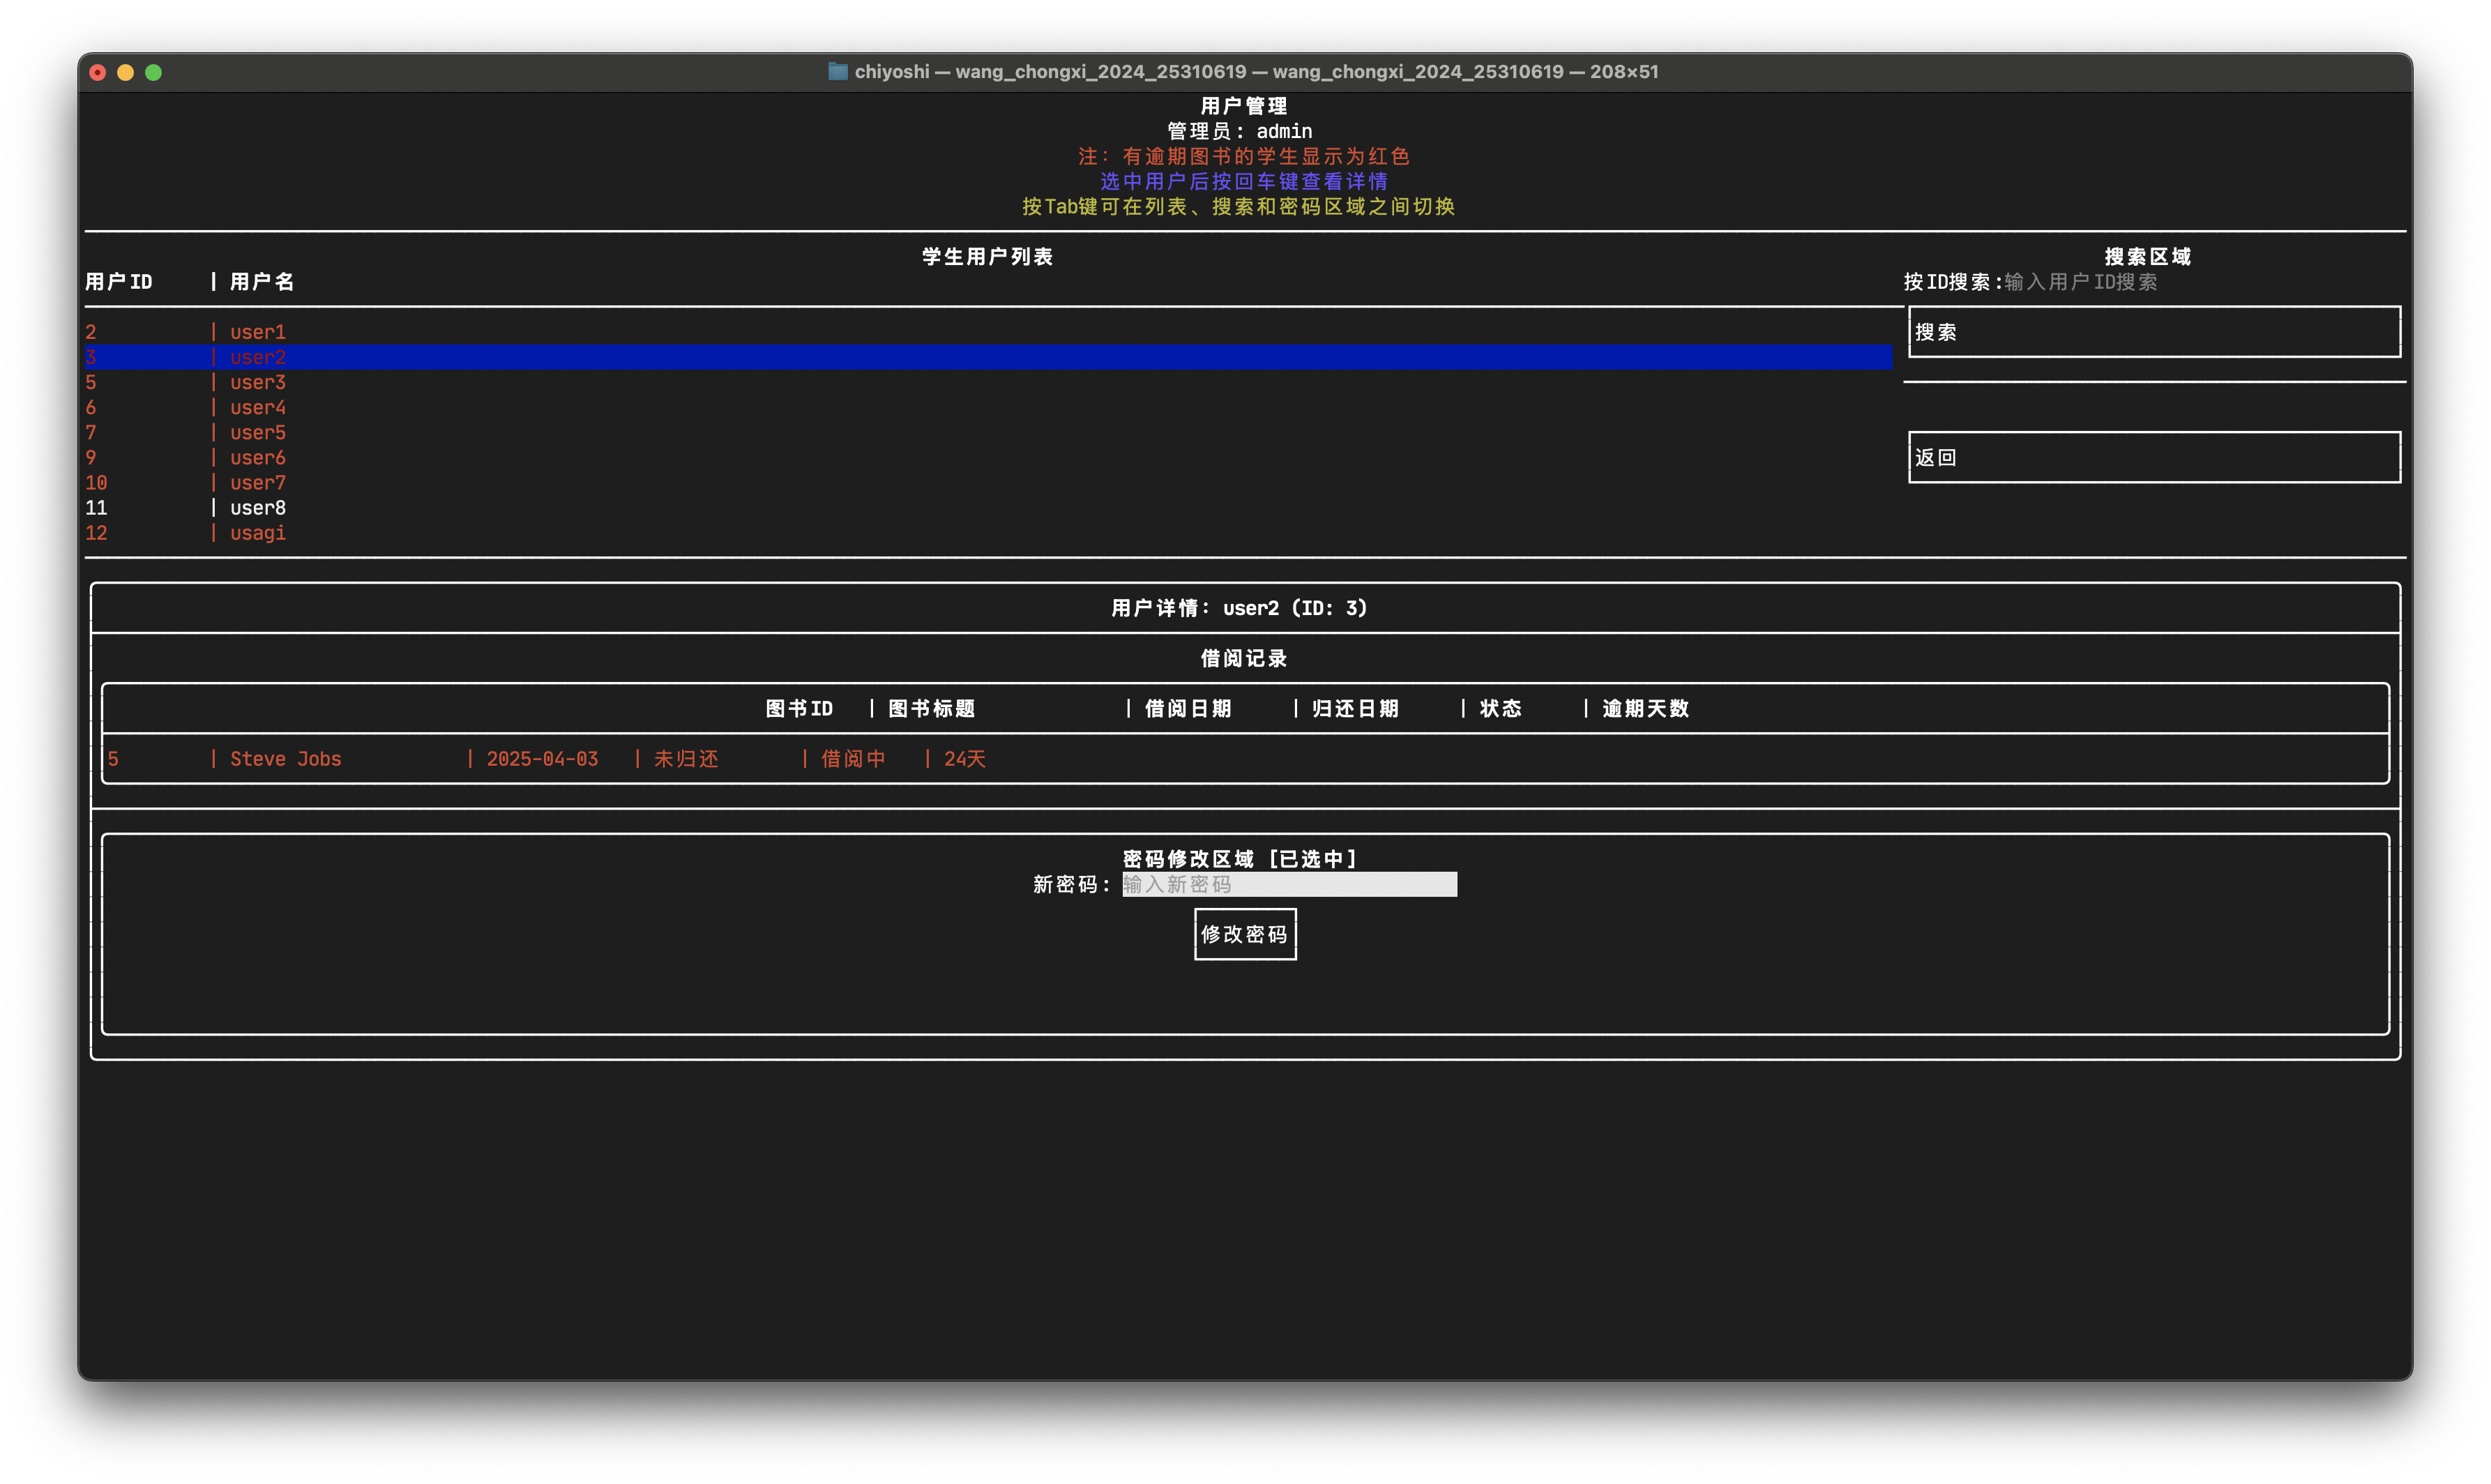 chiyoshi — wang_chongxi_2024_25310619 — wang_chongxi_2024_25310619 — 208×51
用户管理
管理员: admin
注: 有逾期图书的学生显示为红色
选中用户后按回车键查看详情
按Tab键可在列表、搜索和密码区域之间切换
学生用户列表
搜索区域
用户ID | 用户名
按ID搜索:输入用户ID搜索
2 | user1
搜索
3 | user2
5 | user3
6 | user4
7 | user5
9 | user6
返回
10 | user7
11 | user8
12 | usagi
用户详情: user2 (ID: 3)
借阅记录
图书ID | 图书标题 | 借阅日期 | 归还日期 | 状态 | 逾期天数
5 | Steve Jobs | 2025-04-03 | 未归还 | 借阅中 | 24天
密码修改区域 [已选中]
新密码: 输入新密码
修改密码